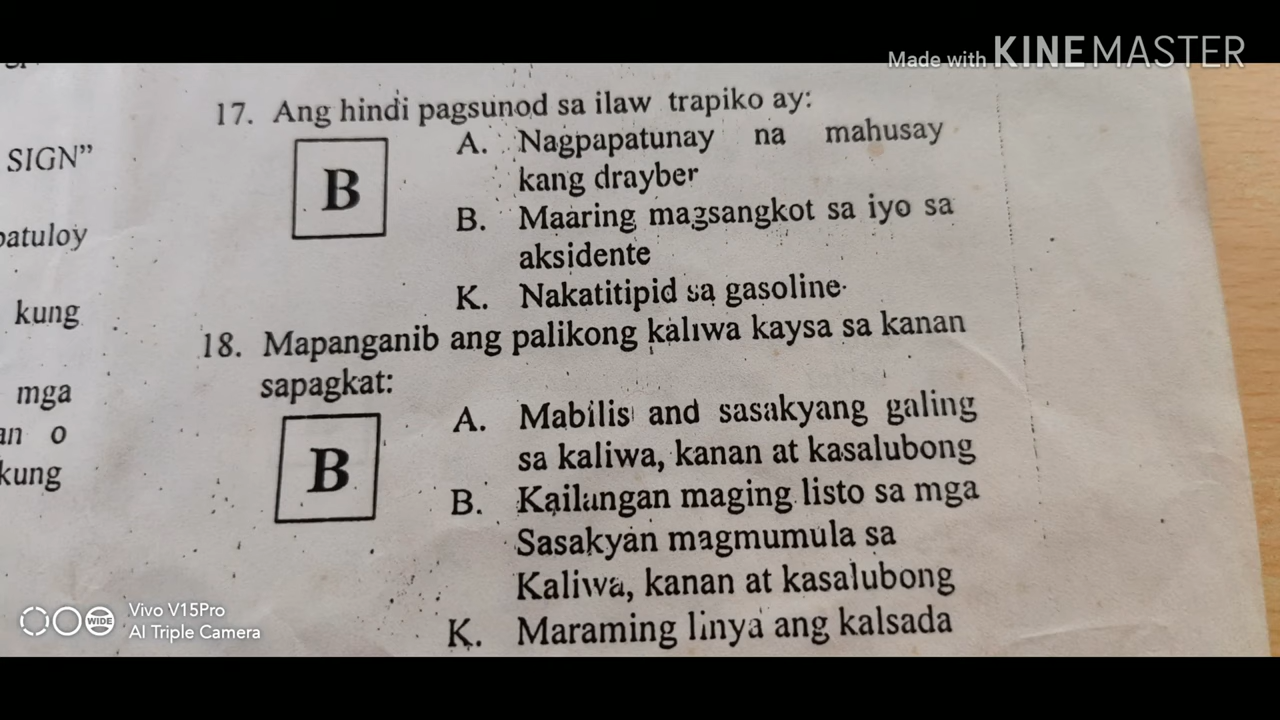 Made with KINEMASTER
SIGN”
patuloy
kung
mga
an o
kung
17. Ang hindi pagsunod sa ilaw trapiko ay:
B
A. Nagpapatunay na mahusay
kang drayber
B. Maaring magsangkot sa iyo sa
aksidente
K. Nakatitipid sa gasoline
18. Mapanganib ang palikong kaliwa kaysa sa kanan
sapagkat:
B
A. Mabilis and sasakyang galing
sa kaliwa, kanan at kasalubong
B. Kailangan maging listo sa mga
Sasakyan magmumula sa
Kaliwa, kanan at kasalubong
K. Maraming linya ang kalsada
WIDE
Vivo V15Pro
AI Triple Camera